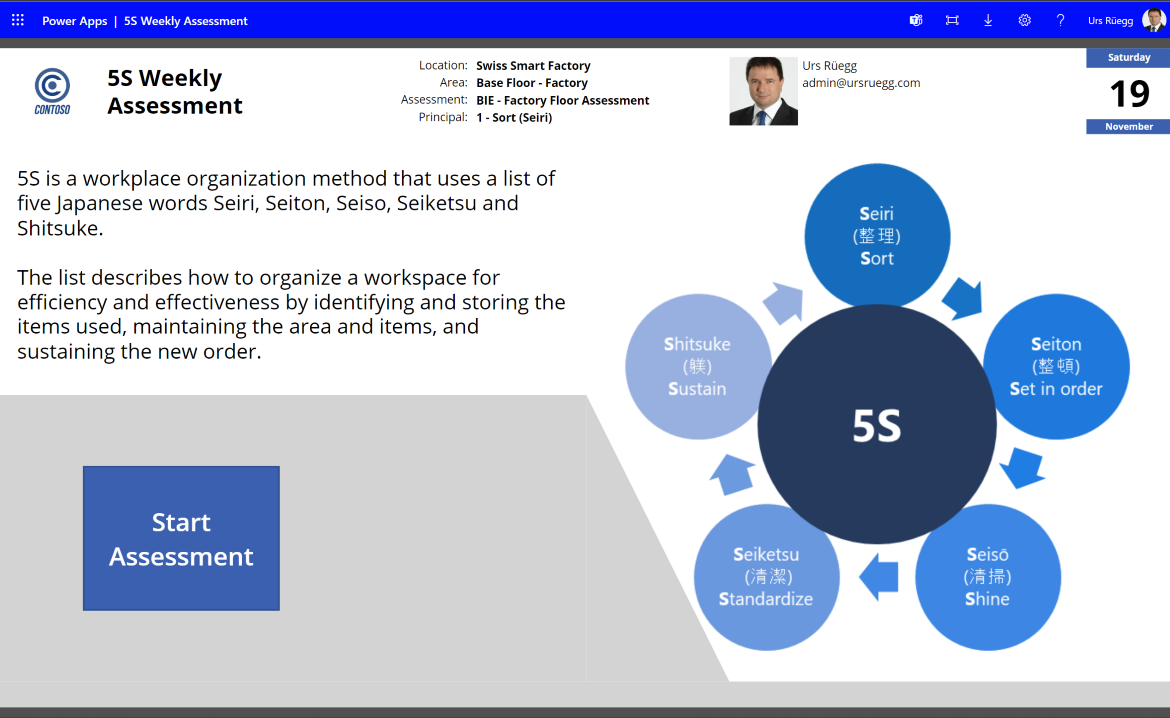 Power Apps | 5S Weekly Assessment
Urs Rüegg
CONTOSO
5S Weekly
Assessment
Location: Swiss Smart Factory
Area: Base Floor - Factory
Assessment: BIE - Factory Floor Assessment
Principal: 1 - Sort (Seiri)
Urs Rüegg
admin@ursruegg.com
Saturday
19
November
5S is a workplace organization method that uses a list of
five Japanese words Seiri, Seiton, Seiso, Seiketsu and
Shitsuke.
The list describes how to organize a workspace for
efficiency and effectiveness by identifying and storing the
items used, maintaining the area and items, and
sustaining the new order.
Start
Assessment
Seiri
(整理)
Sort
Seiton
(整頓)
Set in order
Seisō
(清掃)
Shine
Seiketsu
(清潔)
Standardize
Shitsuke
(躾)
Sustain
5S